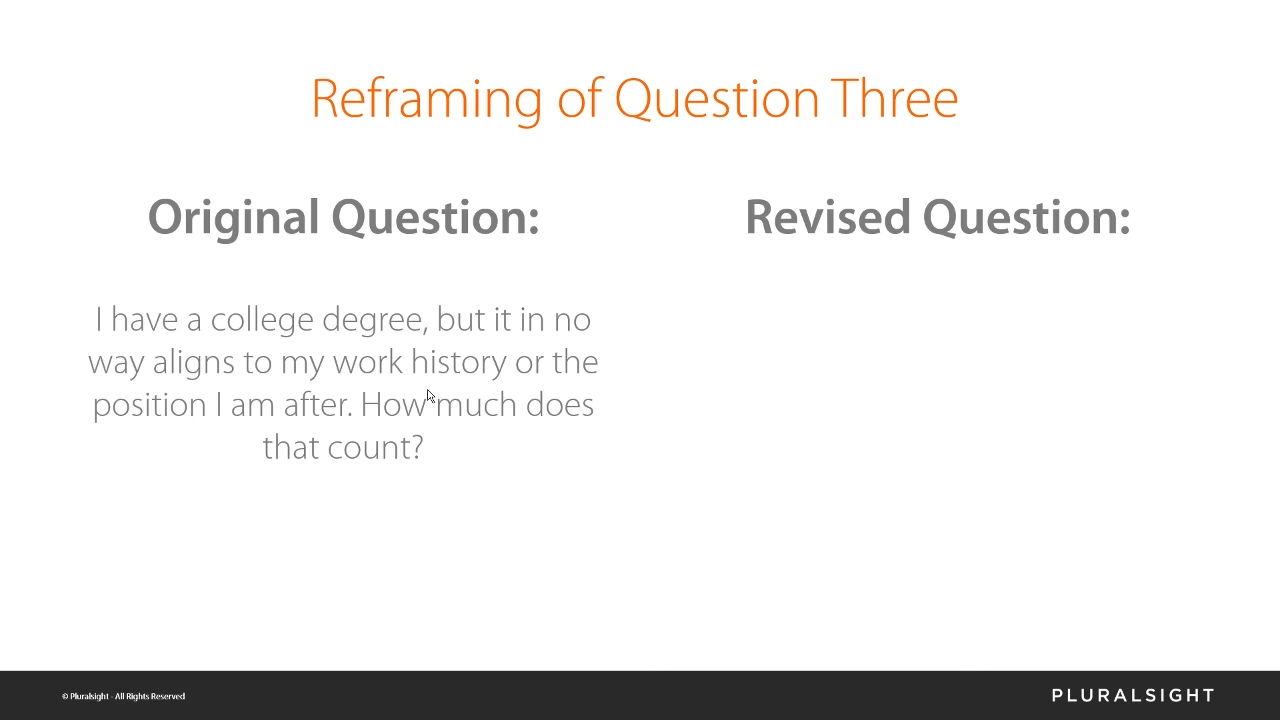 Reframing of Question Three
Original Question:
I have a college degree, but it in no
way aligns to my work history or the
position I am after. How much does
that count?
Revised Question:
© Pluralsight - All Rights Reserved
PLURALSIGHT